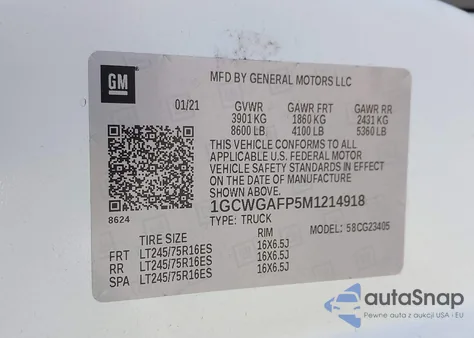 GM
MFD BY GENERAL MOTORS LLC
01/21 GVWR GAWR FRT GAWR RR
3901 KG 1860 KG 2431 KG
8600 LB 4100 LB 5360 LB
THIS VEHICLE CONFORMS TO ALL
APPLICABLE U.S. FEDERAL MOTOR
VEHICLE SAFETY STANDARDS IN EFFECT
ON THE DATE OF MANUFACTURE
SHOWN ABOVE.
1GCWGAFP5M1214918
8624
TYPE: TRUCK MODEL: 58CG23405
TIRE SIZE RIM
FRT LT245/75R16ES 16X6.5J
RR LT245/75R16ES 16X6.5J
SPA LT245/75R16ES 16X6.5J
autoSnap
Pewne auta z aukcji USA i EU